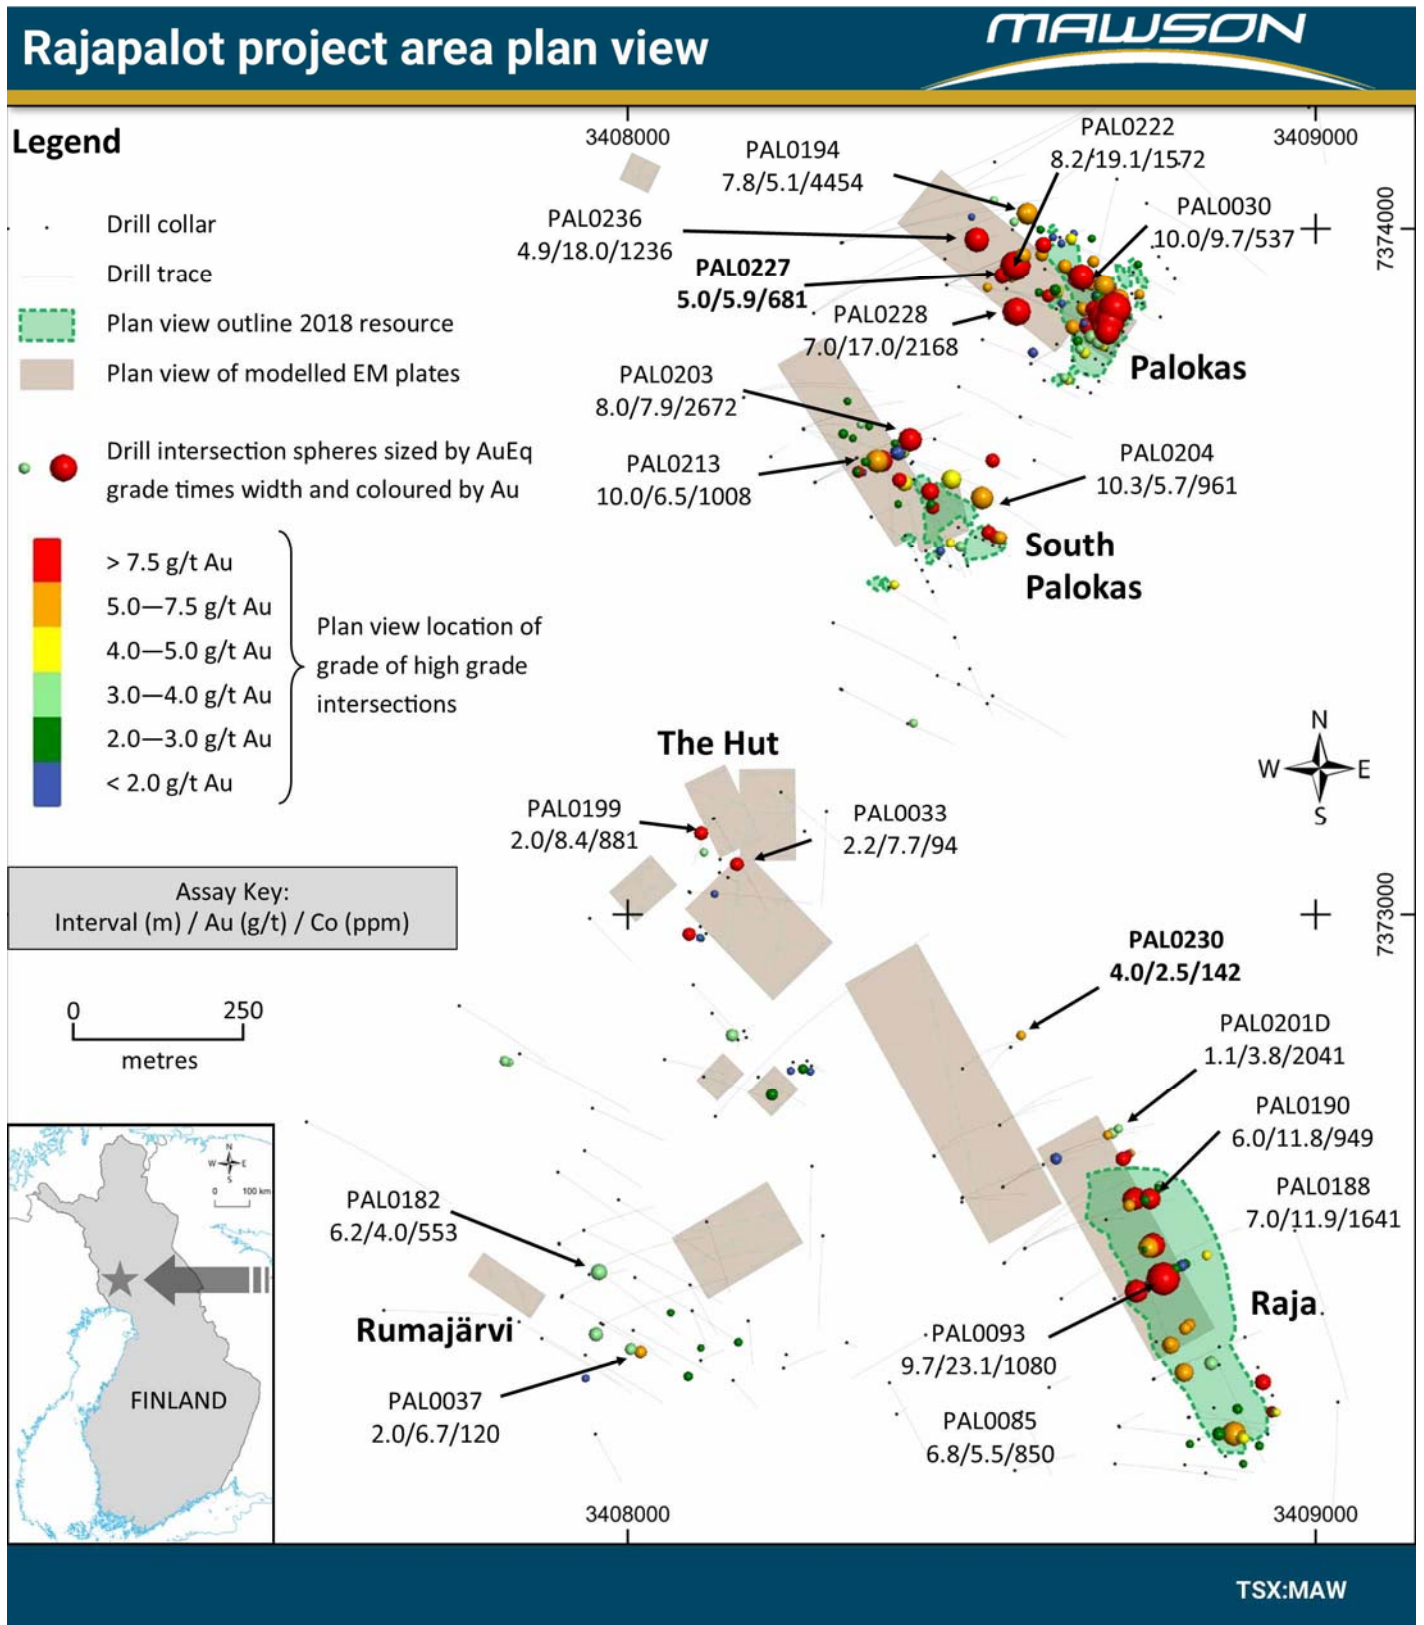 Rajapalot project area plan view
MAWSON
Legend
Drill collar
Drill trace
Plan view outline 2018 resource
Plan view of modelled EM plates
Drill intersection spheres sized by AuEq
grade times width and coloured by Au
> 7.5 g/t Au
5.0—7.5 g/t Au
4.0—5.0 g/t Au
3.0—4.0 g/t Au
2.0—3.0 g/t Au
< 2.0 g/t Au
Plan view location of
grade of high grade
intersections
Assay Key:
Interval (m) / Au (g/t) / Co (ppm)
0 250
metres
N
W E
S
0 100 km
FINLAND
3408000
3409000
7374000
PAL0194
7.8/5.1/4454
PAL0222
8.2/19.1/1572
PAL0236
4.9/18.0/1236
PAL0030
10.0/9.7/537
PAL0227
5.0/5.9/681
PAL0228
7.0/17.0/2168
Palokas
PAL0203
8.0/7.9/2672
PAL0213
10.0/6.5/1008
PAL0204
10.3/5.7/961
South
Palokas
The Hut
N
W E
S
PAL0199
2.0/8.4/881
PAL0033
2.2/7.7/94
7373000
PAL0230
4.0/2.5/142
PAL0201D
1.1/3.8/2041
PAL0190
6.0/11.8/949
PAL0188
7.0/11.9/1641
PAL0182
6.2/4.0/553
Raja
Rumajärvi
PAL0093
9.7/23.1/1080
PAL0037
2.0/6.7/120
PAL0085
6.8/5.5/850
3408000
3409000
TSX:MAW